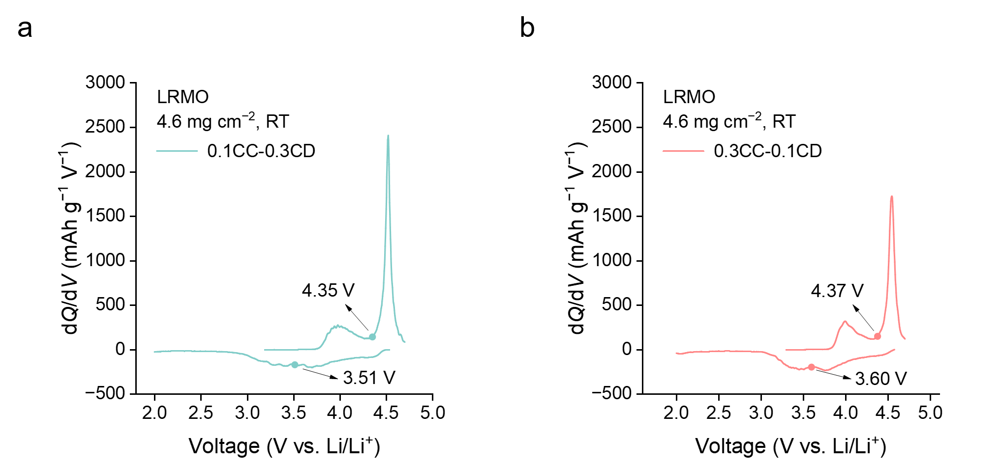 a
3000
2500
2000
1500
1000
500
0
−500
2.0 2.5 3.0 3.5 4.0 4.5 5.0
dQ/dV (mAh g⁻¹ V⁻¹)
Voltage (V vs. Li/Li⁺)
LRMO
4.6 mg cm⁻², RT
0.1CC-0.3CD
4.35 V
3.51 V
b
3000
2500
2000
1500
1000
500
0
−500
2.0 2.5 3.0 3.5 4.0 4.5 5.0
dQ/dV (mAh g⁻¹ V⁻¹)
Voltage (V vs. Li/Li⁺)
LRMO
4.6 mg cm⁻², RT
0.3CC-0.1CD
4.37 V
3.60 V